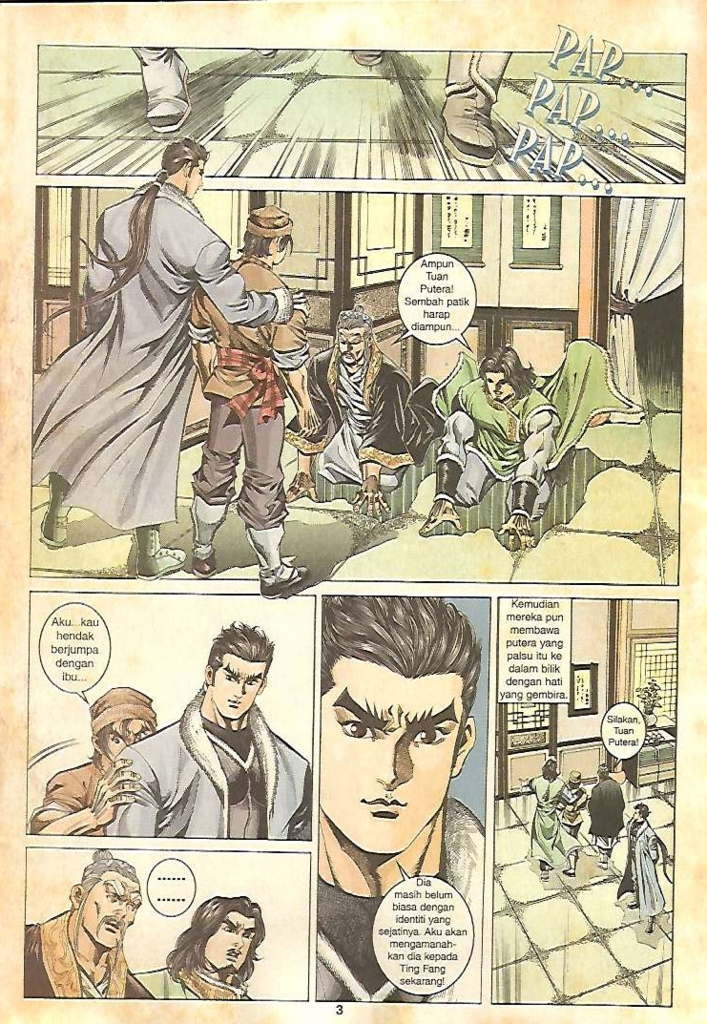 PAP...
PAP...
PAP...
Ampun
Tuan
Putera!
Sembah patik
harap
diampun...
Aku...kau
hendak
berjumpa
dengan
ibu...
Kemudian
mereka pun
membawa
putera yang
palsu itu ke
dalam bilik
dengan hati
yang gembira.
Silakan,
Tuan
Putera!
......
......
Dia
masih belum
biasa dengan
identiti yang
sejatinya. Aku akan
mengamanah-
kan dia kepada
Ting Fang
sekarang!
3